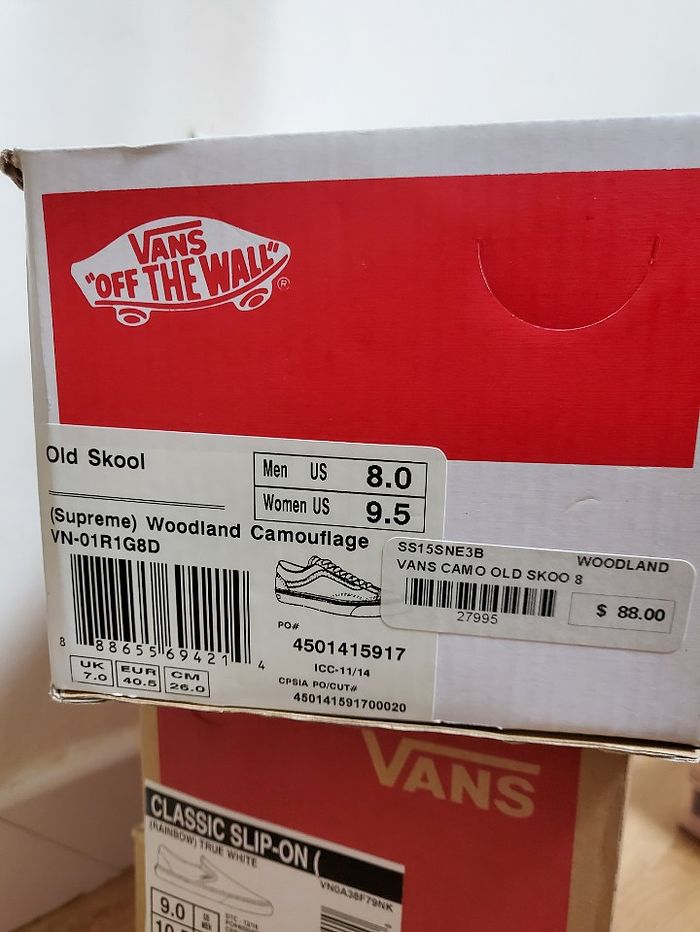 VANS
"OFF THE WALL"
®
Old Skool
Men US 8.0
Women US 9.5
(Supreme) Woodland Camouflage
VN-01R1G8D
8 88655 69421 4
UK 7.0
EUR 40.5
CM 26.0
PO#
4501415917
ICC-11/14
CPSIA PO/CUT#
450141591700020
SS15SNE3B WOODLAND
VANS CAMO OLD SKOO 8
27995
$ 88.00
VANS
CLASSIC SLIP-ON (
(RAINBOW) TRUE WHITE
VN0A38F79NK
9.0 US MEN